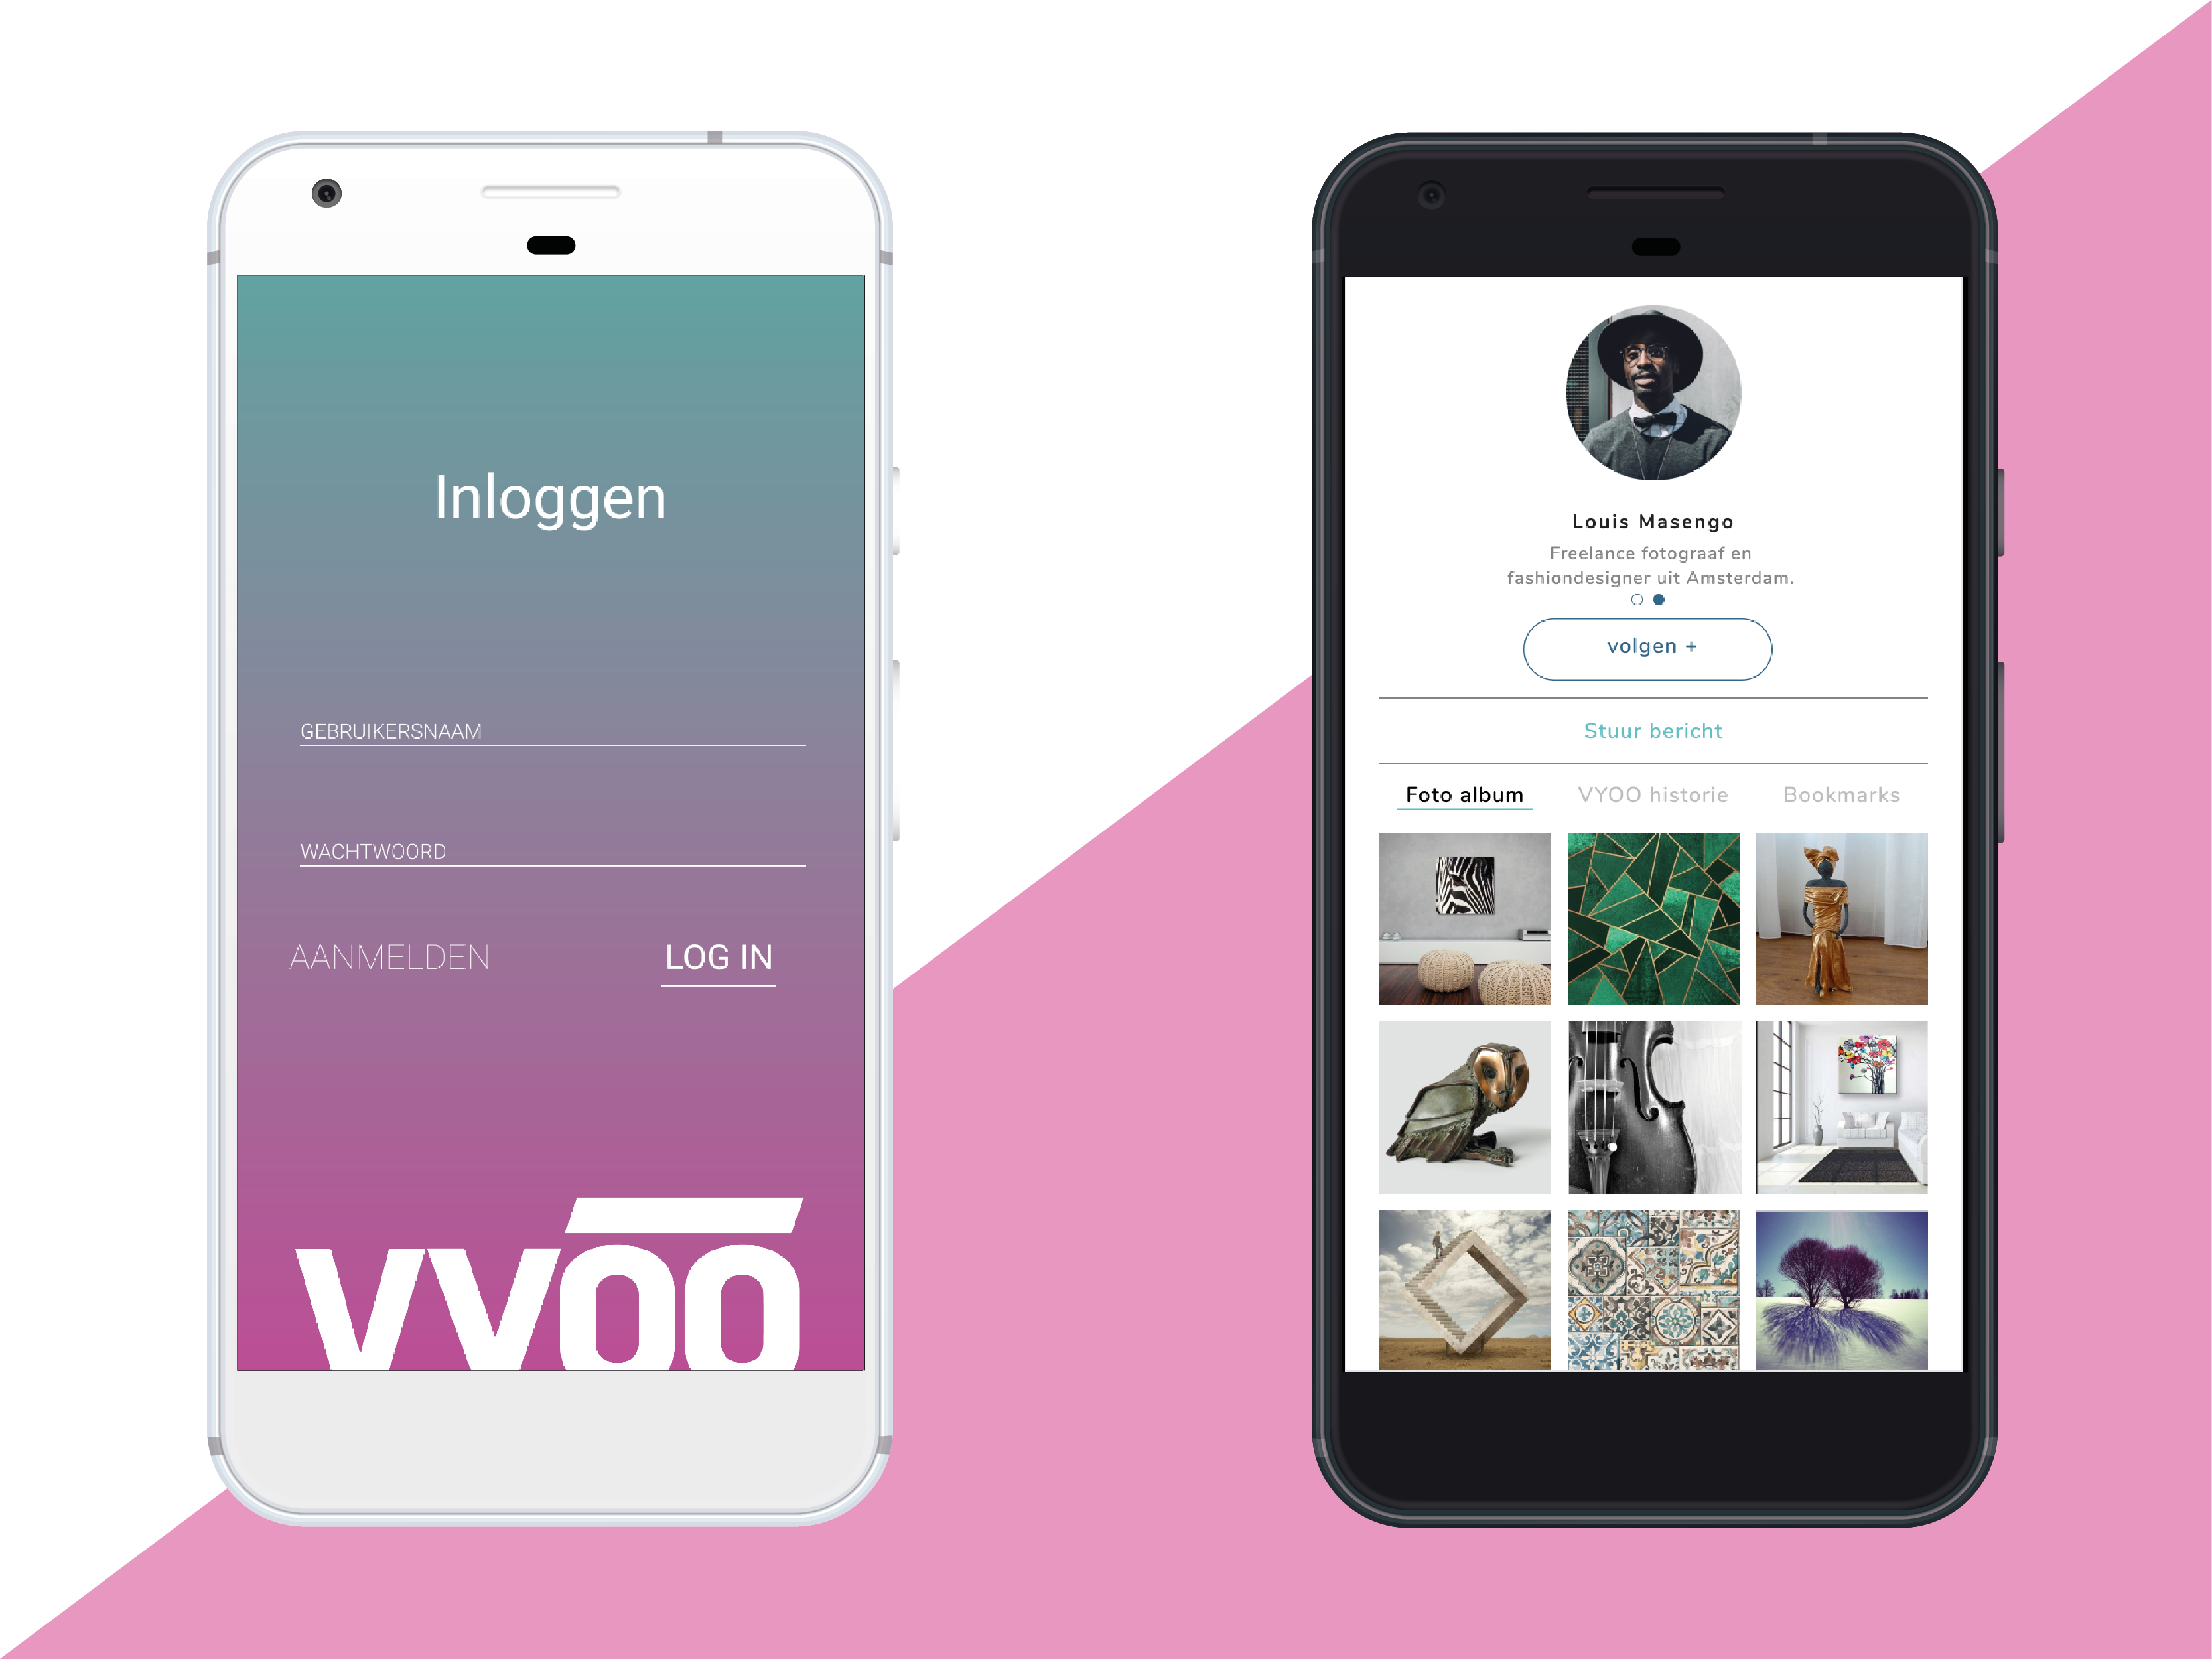 Inloggen
GEBRUIKERSNAAM
WACHTWOORD
AANMELDEN
LOG IN
VYOO
Louis Masengo
Freelance fotograaf en
fashiondesigner uit Amsterdam.
volgen +
Stuur bericht
Foto album
VYOO historie
Bookmarks